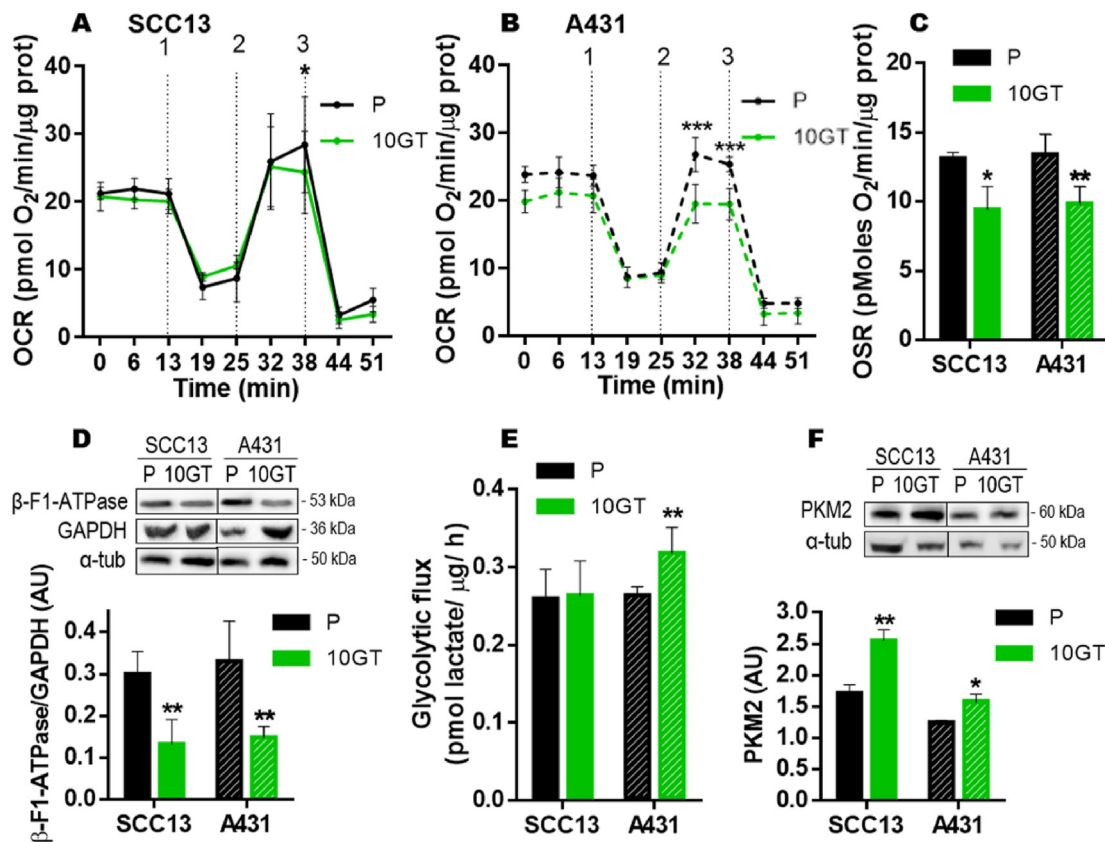 A SCC13
1 2 3
*
P
10GT
OCR (pmol O2/min/μg prot)
40
30
20
10
0
0 6 13 19 25 32 38 44 51
Time (min)
B A431
1 2 3
*** ***
P
10GT
OCR (pmol O2/min/μg prot)
40
30
20
10
0
0 6 13 19 25 32 38 44 51
Time (min)
C
P
10GT
OSR (pMoles O2/min/μg prot)
20
15
10
5
0
* **
SCC13 A431
D
SCC13 A431
P 10GT P 10GT
β-F1-ATPase - 53 kDa
GAPDH - 36 kDa
α-tub - 50 kDa
β-F1-ATPase/GAPDH (AU)
0.5
0.4
0.3
0.2
0.1
0.0
P
10GT
** **
SCC13 A431
E
P
10GT
Glycolytic flux
(pmol lactate/ μg/ h)
0.4
0.3
0.2
0.1
0.0
**
SCC13 A431
F
SCC13 A431
P 10GT P 10GT
PKM2 - 60 kDa
α-tub - 50 kDa
PKM2 (AU)
3.0
2.5
2.0
1.5
1.0
0.5
0.0
P
10GT
** *
SCC13 A431